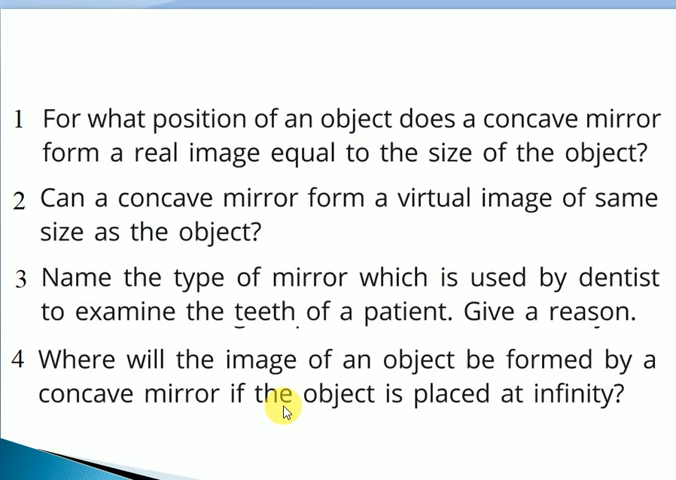 1 For what position of an object does a concave mirror
form a real image equal to the size of the object?
2 Can a concave mirror form a virtual image of same
size as the object?
3 Name the type of mirror which is used by dentist
to examine the teeth of a patient. Give a reason.
4 Where will the image of an object be formed by a
concave mirror if the object is placed at infinity?